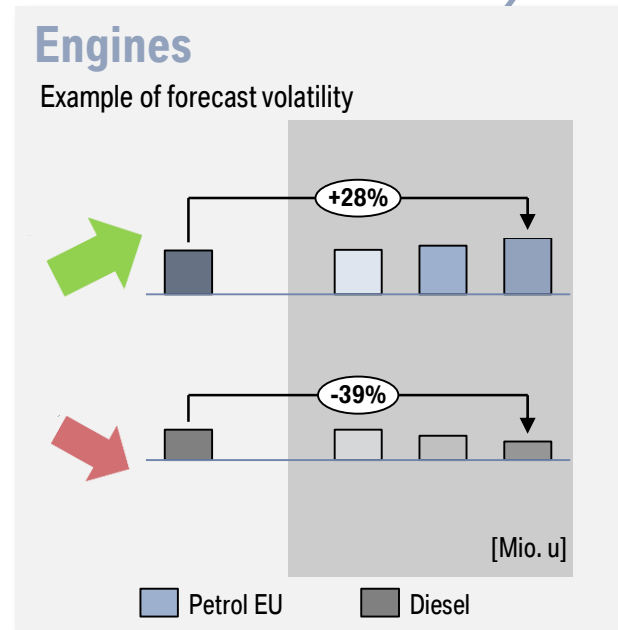 Engines
Example of forecast volatility
+28%
-39%
[Mio. u]
Petrol EU
Diesel